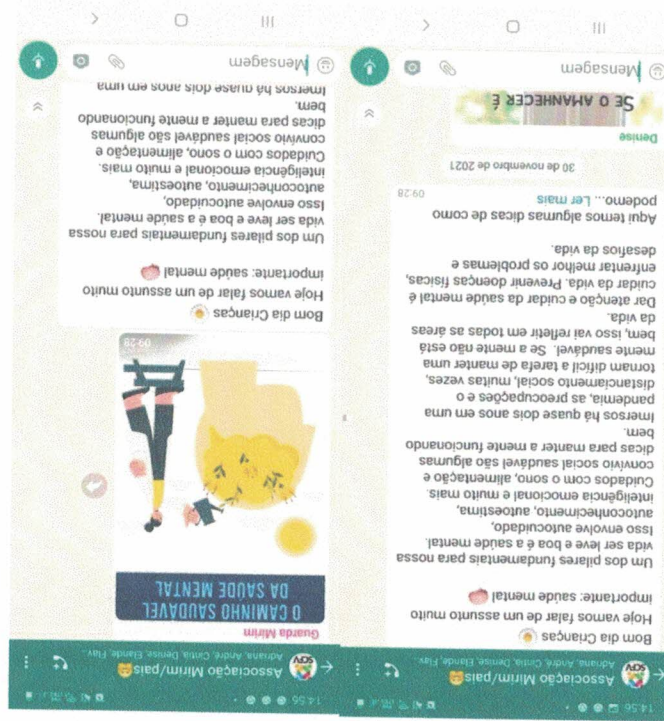 14:56
Associação Mirim/pais
Adriana, André, Cintia, Denise, Elande, Flav...
Bom dia Crianças
Hoje vamos falar de um assunto muito
importante: saúde mental
Um dos pilares fundamentais para nossa
vida ser leve e boa é a saúde mental.
Isso envolve autocuidado,
autoconhecimento, autoestima,
inteligência emocional e muito mais.
Cuidados com o sono, alimentação e
convívio social saudável são algumas
dicas para manter a mente funcionando
bem.
Imersos há quase dois anos em uma
pandemia, as preocupações e o
distanciamento social, muitas vezes,
tornam difícil a tarefa de manter uma
mente saudável. Se a mente não está
bem, isso vai refletir em todas as áreas
da vida.
Dar atenção e cuidar da saúde mental é
cuidar da vida. Prevenir doenças físicas,
enfrentar melhor os problemas e
desafios da vida.
Aqui temos algumas dicas de como
podemo... Ler mais 09:28
30 de novembro de 2021
Denise
SE O AMANHECER É
Mensagem
14:56
Associação Mirim/pais
Adriana, André, Cintia, Denise, Elande, Flav...
Guarda Mirim
O CAMINHO SAUDÁVEL
DA SAÚDE MENTAL
09:28
Bom dia Crianças
Hoje vamos falar de um assunto muito
importante: saúde mental
Um dos pilares fundamentais para nossa
vida ser leve e boa é a saúde mental.
Isso envolve autocuidado,
autoconhecimento, autoestima,
inteligência emocional e muito mais.
Cuidados com o sono, alimentação e
convívio social saudável são algumas
dicas para manter a mente funcionando
bem.
Imersos há quase dois anos em uma
Mensagem